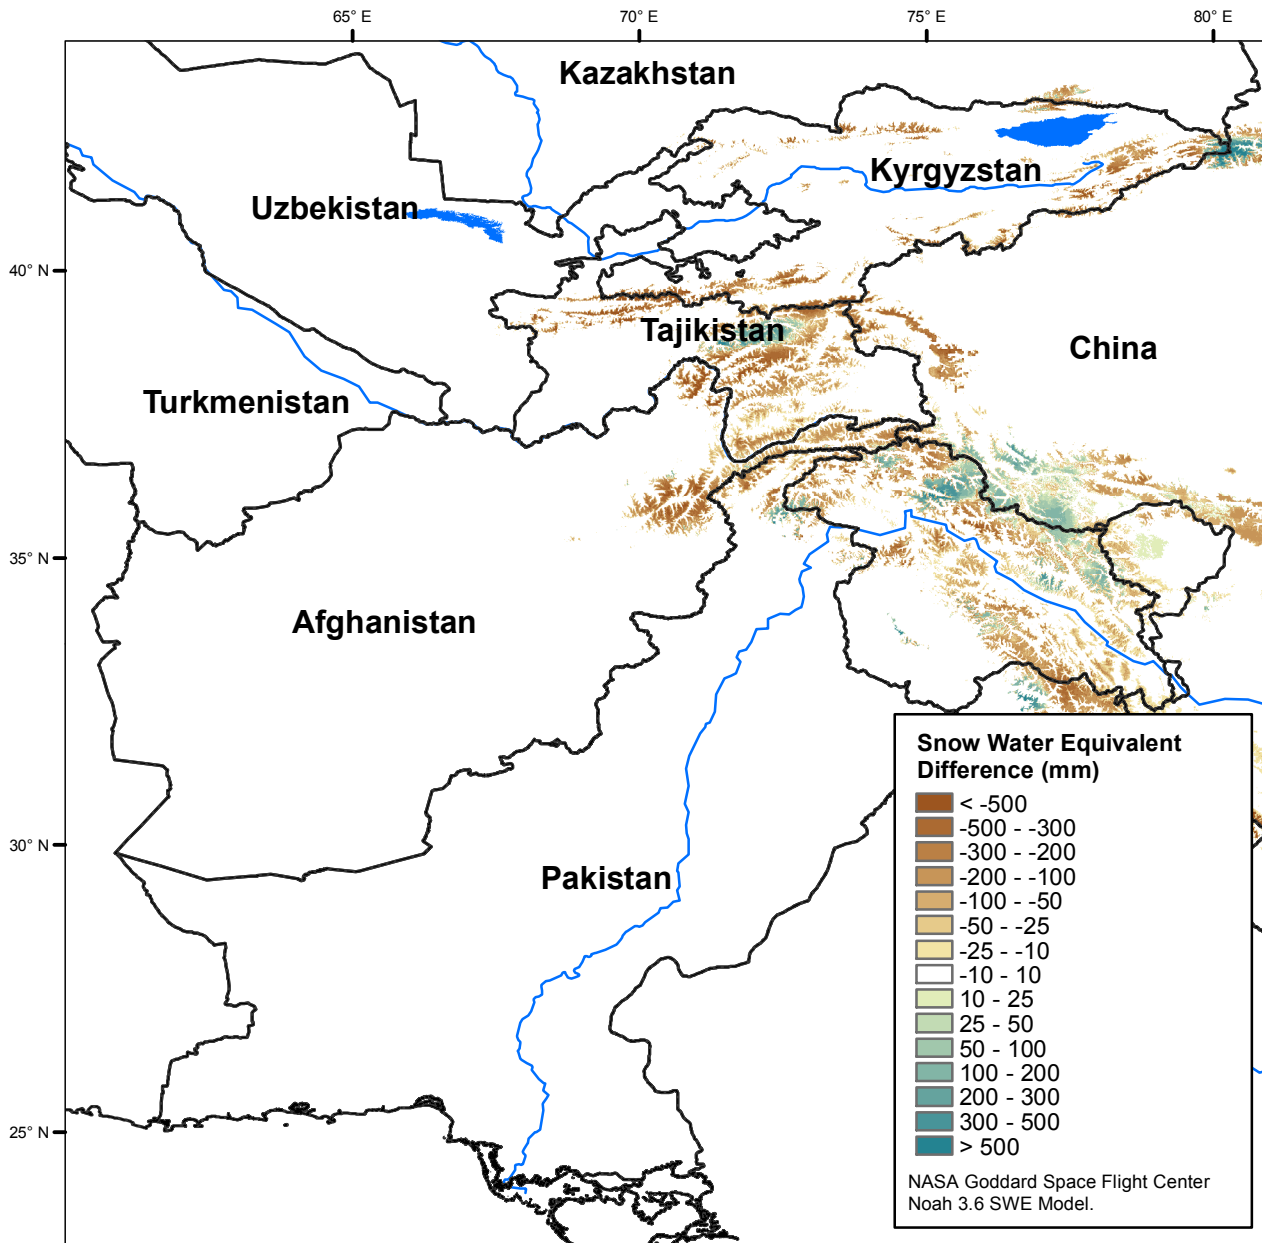 65° E
70° E
75° E
80° E
Kazakhstan
Kyrgyzstan
Uzbekistan
40° N
Tajikistan
China
Turkmenistan
35° N
Afghanistan
30° N
Pakistan
25° N
Snow Water Equivalent
Difference (mm)
< -500
-500 - -300
-300 - -200
-200 - -100
-100 - -50
-50 - -25
-25 - -10
-10 - 10
10 - 25
25 - 50
50 - 100
100 - 200
200 - 300
300 - 500
> 500
NASA Goddard Space Flight Center
Noah 3.6 SWE Model.